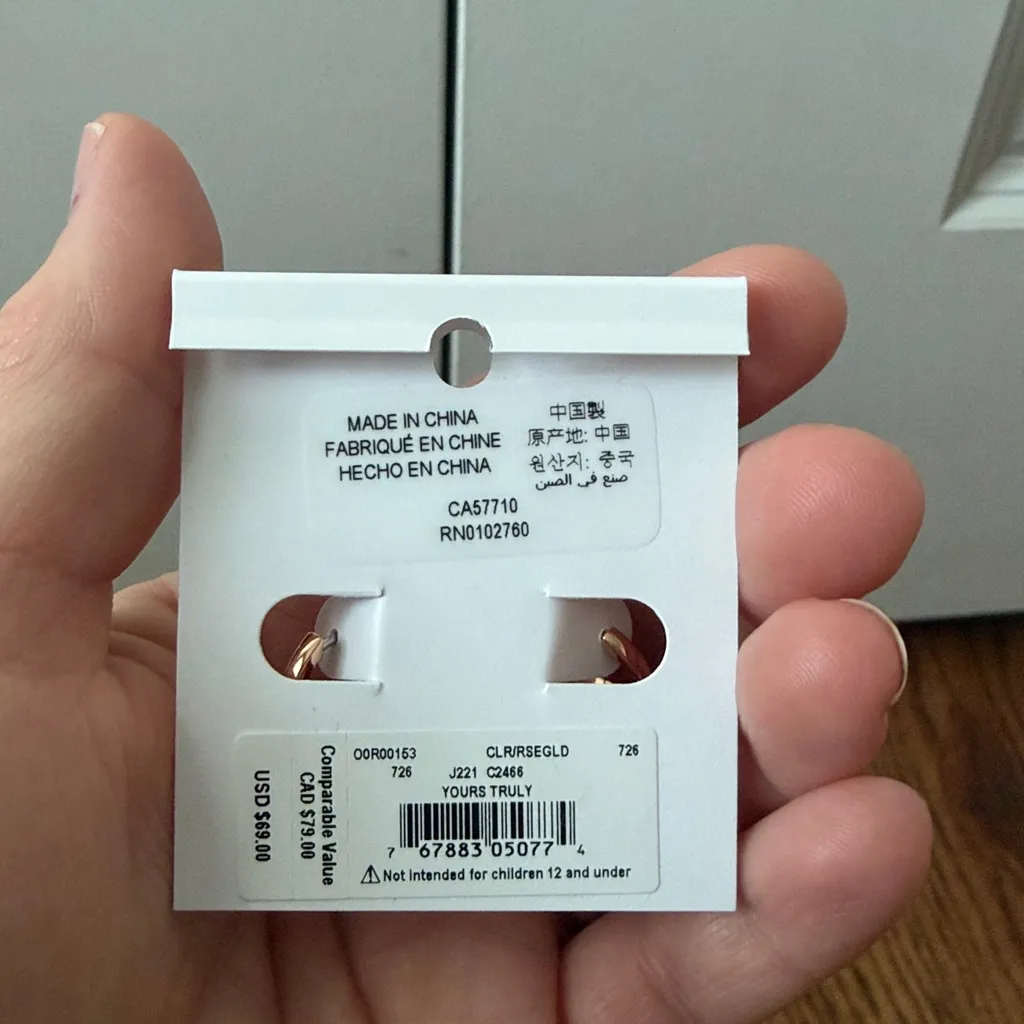 MADE IN CHINA
FABRIQUÉ EN CHINE
HECHO EN CHINA
中国製
原产地: 中国
원산지: 중국
صنع في الصين
CA57710
RN0102760
O0R00153 CLR/RSEGLD 726
726 J221 C2466
YOURS TRULY
7 67883 05077 4
⚠Not intended for children 12 and under
Comparable Value
CAD $79.00
USD $69.00